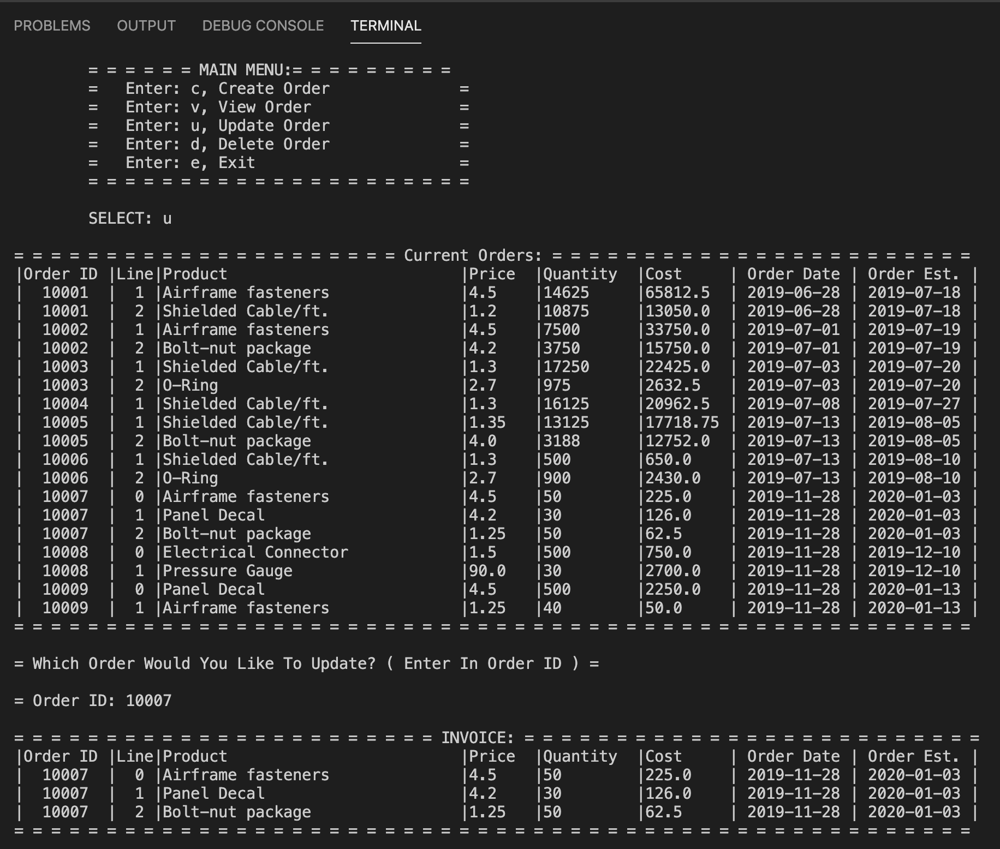 PROBLEMS OUTPUT DEBUG CONSOLE TERMINAL
= = = = = = MAIN MENU:= = = = = = = = =
=   Enter: c, Create Order              =
=   Enter: v, View Order                =
=   Enter: u, Update Order              =
=   Enter: d, Delete Order              =
=   Enter: e, Exit                      =
= = = = = = = = = = = = = = = = = = = = =
SELECT: u
= = = = = = = = = = = = = = = = = = = = = Current Orders: = = = = = = = = = = = = = = = = = = = = = = =
|Order ID |Line|Product                         |Price  |Quantity  |Cost     | Order Date | Order Est. |
|  10001  |  1 |Airframe fasteners              |4.5    |14625     |65812.5  | 2019-06-28 | 2019-07-18 |
|  10001  |  2 |Shielded Cable/ft.              |1.2    |10875     |13050.0  | 2019-06-28 | 2019-07-18 |
|  10002  |  1 |Airframe fasteners              |4.5    |7500      |33750.0  | 2019-07-01 | 2019-07-19 |
|  10002  |  2 |Bolt-nut package                |4.2    |3750      |15750.0  | 2019-07-01 | 2019-07-19 |
|  10003  |  1 |Shielded Cable/ft.              |1.3    |17250     |22425.0  | 2019-07-03 | 2019-07-20 |
|  10003  |  2 |O-Ring                          |2.7    |975       |2632.5   | 2019-07-03 | 2019-07-20 |
|  10004  |  1 |Shielded Cable/ft.              |1.3    |16125     |20962.5  | 2019-07-08 | 2019-07-27 |
|  10005  |  1 |Shielded Cable/ft.              |1.35   |13125     |17718.75 | 2019-07-13 | 2019-08-05 |
|  10005  |  2 |Bolt-nut package                |4.0    |3188      |12752.0  | 2019-07-13 | 2019-08-05 |
|  10006  |  1 |Shielded Cable/ft.              |1.3    |500       |650.0    | 2019-07-13 | 2019-08-10 |
|  10006  |  2 |O-Ring                          |2.7    |900       |2430.0   | 2019-07-13 | 2019-08-10 |
|  10007  |  0 |Airframe fasteners              |4.5    |50        |225.0    | 2019-11-28 | 2020-01-03 |
|  10007  |  1 |Panel Decal                     |4.2    |30        |126.0    | 2019-11-28 | 2020-01-03 |
|  10007  |  2 |Bolt-nut package                |1.25   |50        |62.5     | 2019-11-28 | 2020-01-03 |
|  10008  |  0 |Electrical Connector            |1.5    |500       |750.0    | 2019-11-28 | 2019-12-10 |
|  10008  |  1 |Pressure Gauge                  |90.0   |30        |2700.0   | 2019-11-28 | 2019-12-10 |
|  10009  |  0 |Panel Decal                     |4.5    |500       |2250.0   | 2019-11-28 | 2020-01-13 |
|  10009  |  1 |Airframe fasteners              |1.25   |40        |50.0     | 2019-11-28 | 2020-01-13 |
= = = = = = = = = = = = = = = = = = = = = = = = = = = = = = = = = = = = = = = = = = = = = = = = = = = =
= Which Order Would You Like To Update? ( Enter In Order ID ) =
= Order ID: 10007
= = = = = = = = = = = = = = = = = = = = = = = INVOICE: = = = = = = = = = = = = = = = = = = = = = = = = =
|Order ID |Line|Product                         |Price  |Quantity  |Cost     | Order Date | Order Est. |
|  10007  |  0 |Airframe fasteners              |4.5    |50        |225.0    | 2019-11-28 | 2020-01-03 |
|  10007  |  1 |Panel Decal                     |4.2    |30        |126.0    | 2019-11-28 | 2020-01-03 |
|  10007  |  2 |Bolt-nut package                |1.25   |50        |62.5     | 2019-11-28 | 2020-01-03 |
= = = = = = = = = = = = = = = = = = = = = = = = = = = = = = = = = = = = = = = = = = = = = = = = = = = =